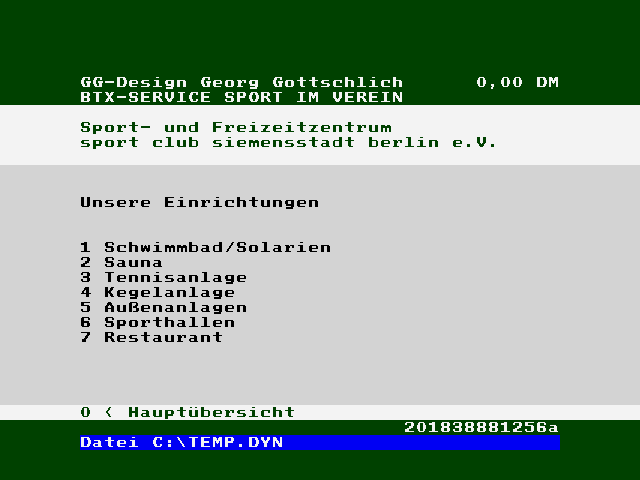 GG-Design Georg Gottschlich 0,00 DM
BTX-SERVICE SPORT IM VEREIN
Sport- und Freizeitzentrum
sport club siemensstadt berlin e.V.
Unsere Einrichtungen
1 Schwimmbad/Solarien
2 Sauna
3 Tennisanlage
4 Kegelanlage
5 Außenanlagen
6 Sporthallen
7 Restaurant
0 < Hauptübersicht
201838881256a
Datei C:\TEMP.DYN